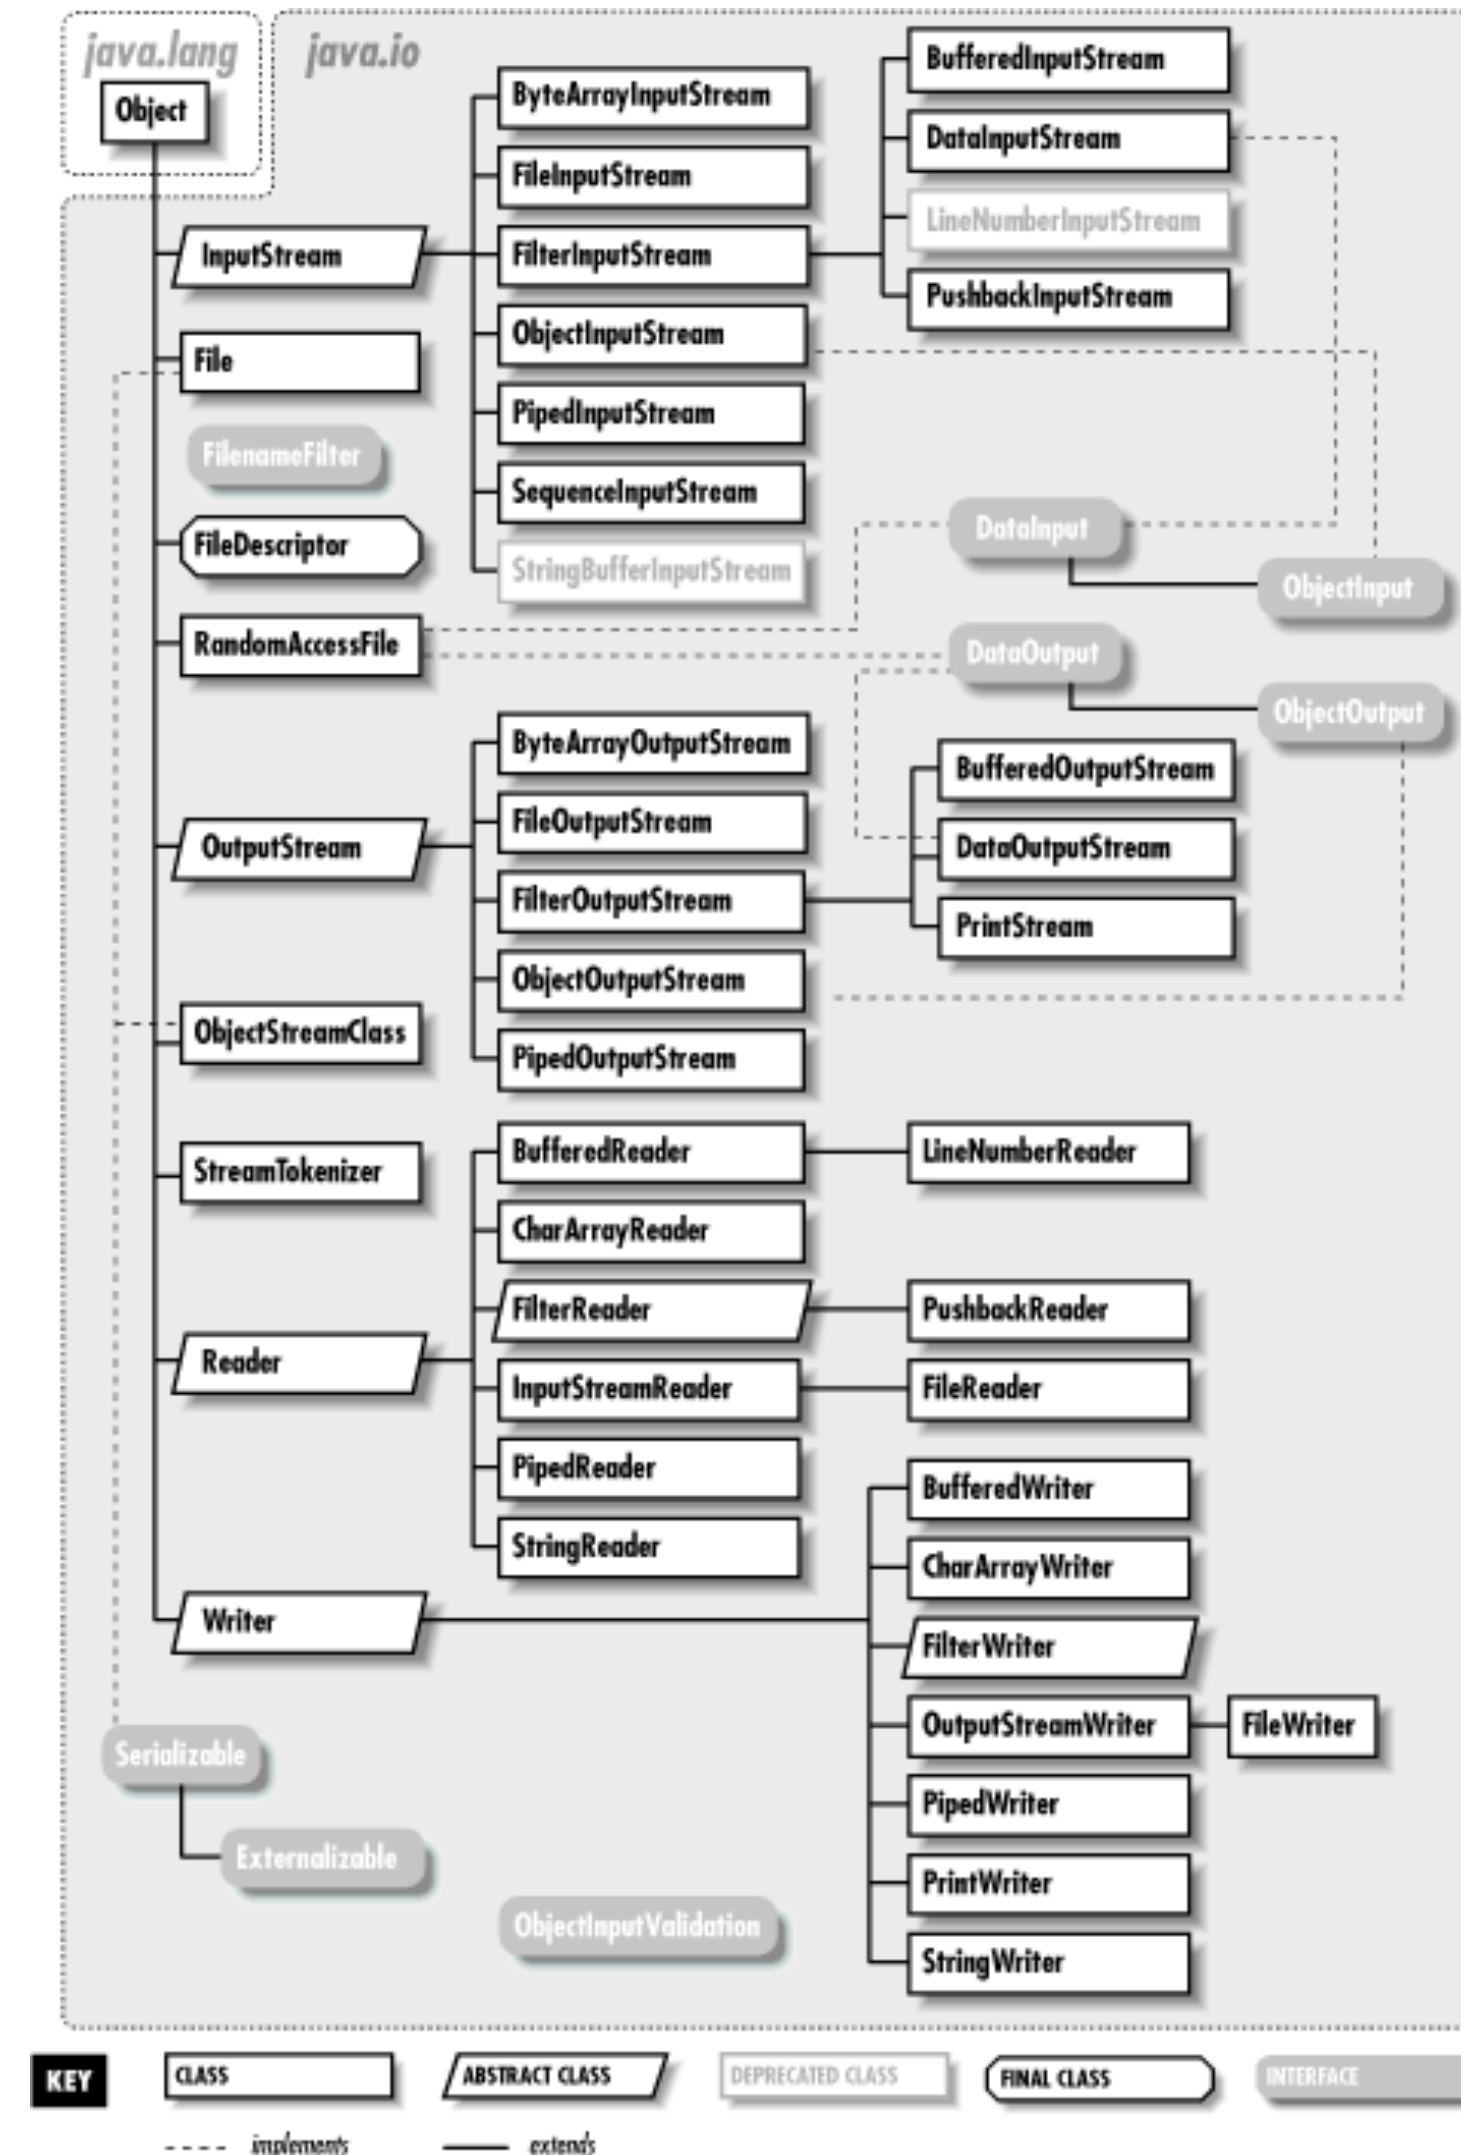 java.lang
java.io
Object
InputStream
File
FilenameFilter
FileDescriptor
RandomAccessFile
OutputStream
ObjectStreamClass
StreamTokenizer
Reader
Writer
Serializable
Externalizable
ByteArrayInputStream
FileInputStream
FilterInputStream
ObjectInputStream
PipedInputStream
SequenceInputStream
StringBufferInputStream
BufferedInputStream
DataInputStream
LineNumberInputStream
PushbackInputStream
DataInput
ObjectInput
DataOutput
ObjectOutput
ByteArrayOutputStream
FileOutputStream
FilterOutputStream
ObjectOutputStream
PipedOutputStream
BufferedOutputStream
DataOutputStream
PrintStream
BufferedReader
CharArrayReader
FilterReader
InputStreamReader
PipedReader
StringReader
LineNumberReader
PushbackReader
FileReader
BufferedWriter
CharArrayWriter
FilterWriter
OutputStreamWriter
FileWriter
PipedWriter
PrintWriter
StringWriter
ObjectInputValidation
KEY
CLASS
ABSTRACT CLASS
DEPRECATED CLASS
FINAL CLASS
INTERFACE
implements
extends